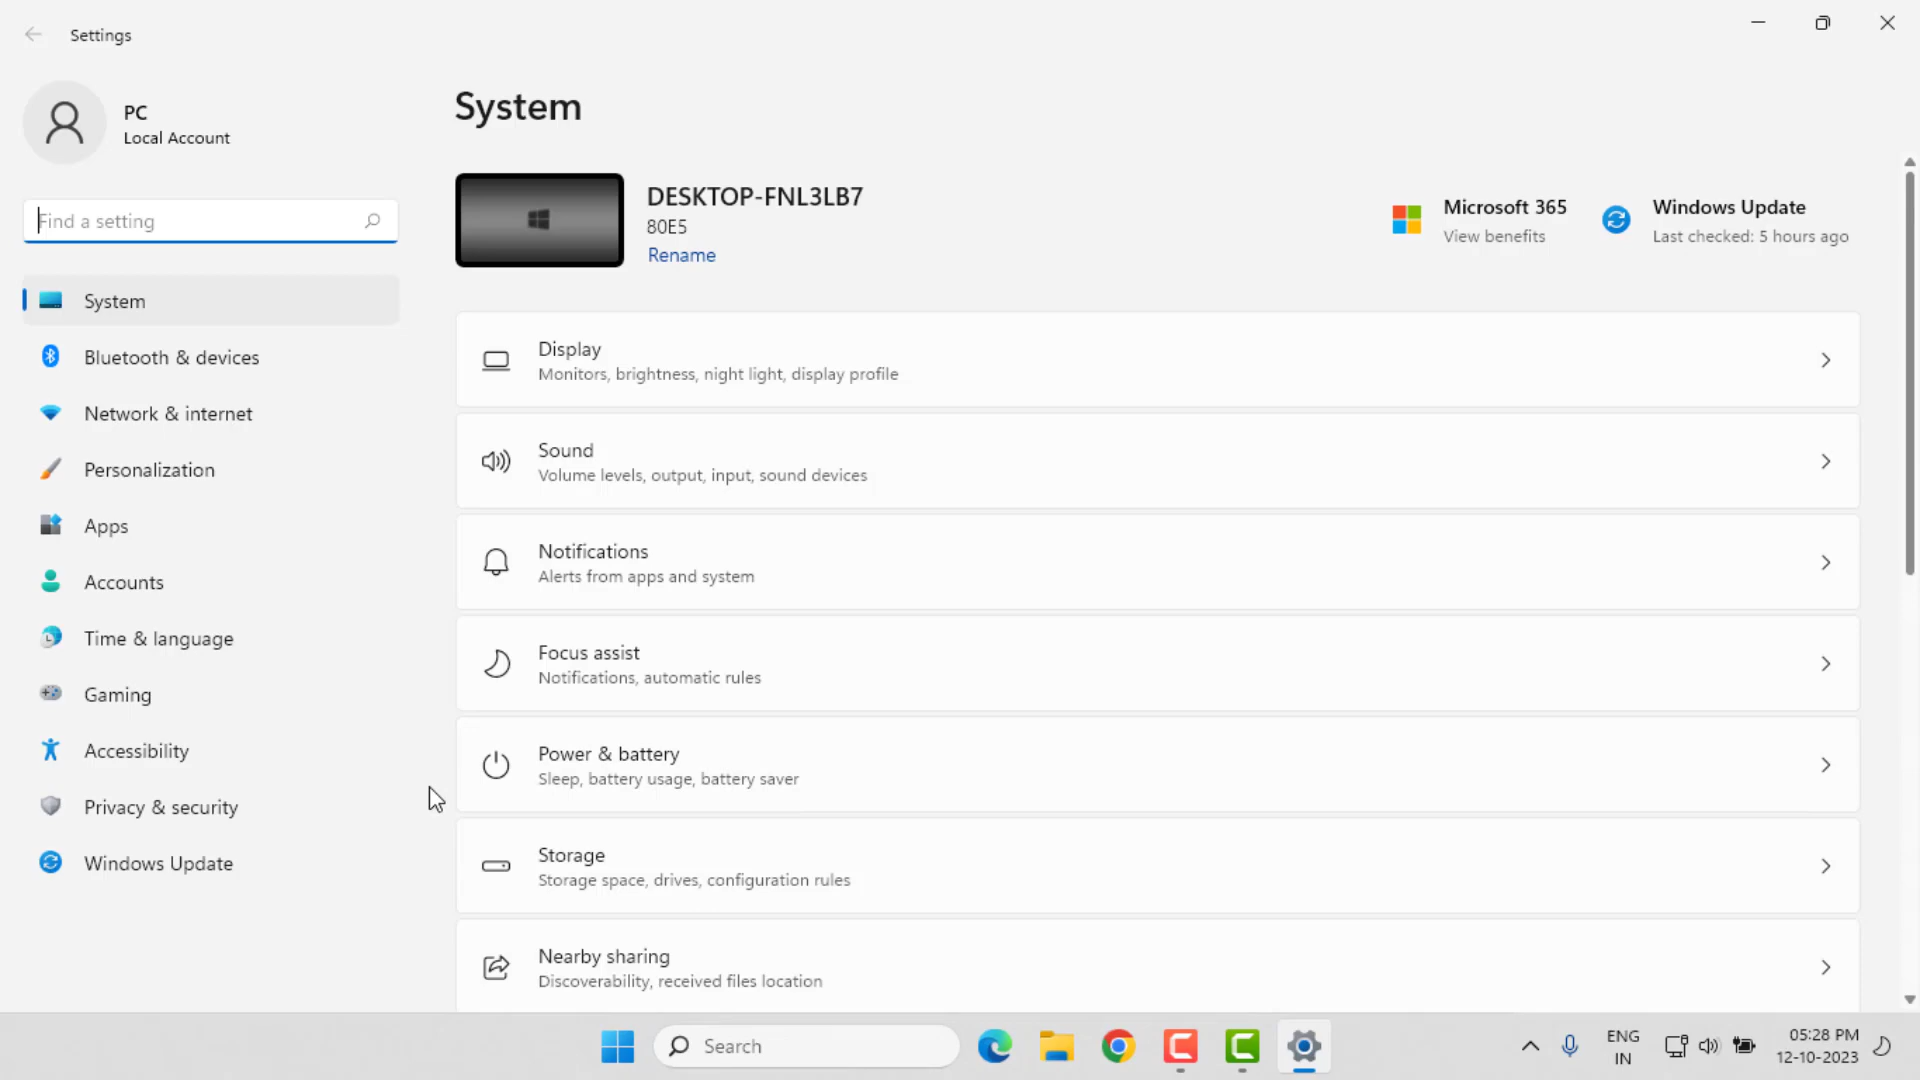 Settings
PC
Local Account
Find a setting
System
Bluetooth & devices
Network & internet
Personalization
Apps
Accounts
Time & language
Gaming
Accessibility
Privacy & security
Windows Update
System
DESKTOP-FNL3LB7
80E5
Rename
Microsoft 365
View benefits
Windows Update
Last checked: 5 hours ago
Display
Monitors, brightness, night light, display profile
Sound
Volume levels, output, input, sound devices
Notifications
Alerts from apps and system
Focus assist
Notifications, automatic rules
Power & battery
Sleep, battery usage, battery saver
Storage
Storage space, drives, configuration rules
Nearby sharing
Discoverability, received files location
Search
ENG
IN
05:28 PM
12-10-2023